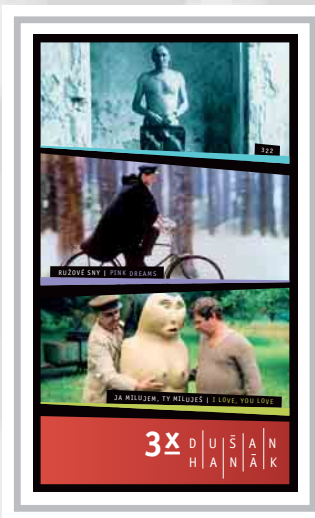 322
RUŽOVÉ SNY | PINK DREAMS
JA MILUJEM, TY MILUJEŠ | I LOVE, YOU LOVE
3X DUŠAN
HANÁK